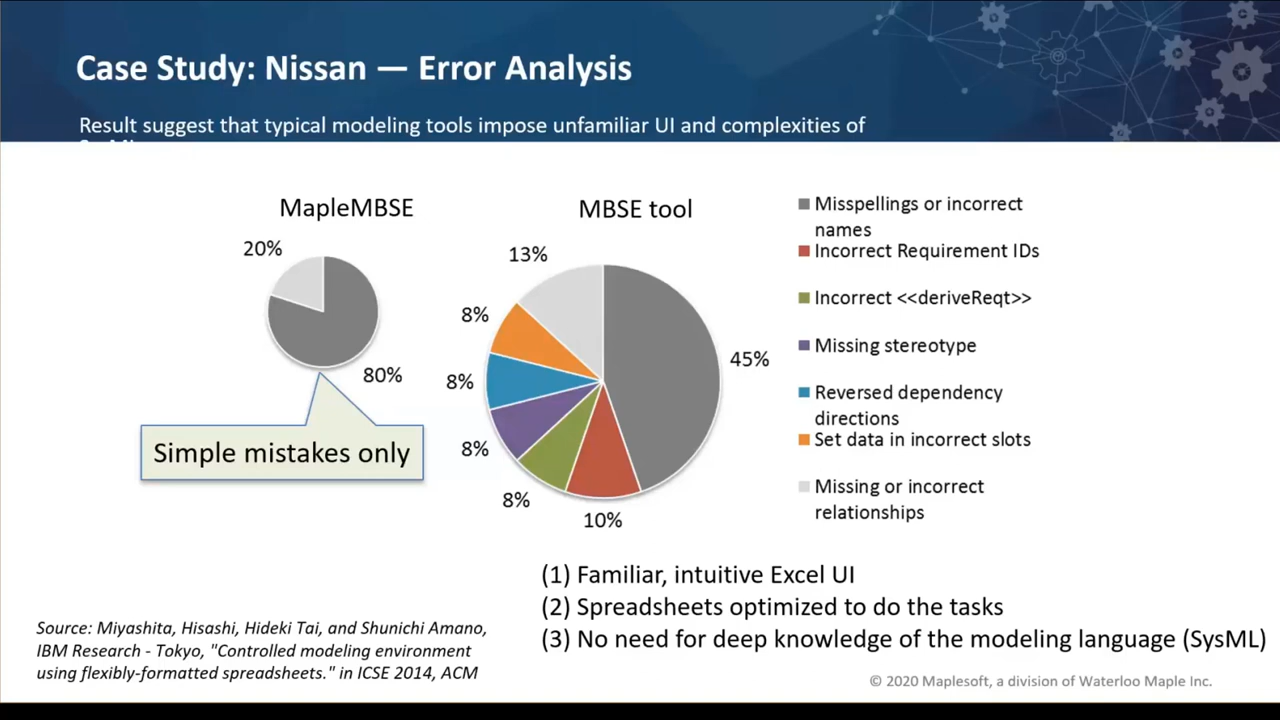 Case Study: Nissan — Error Analysis
Result suggest that typical modeling tools impose unfamiliar UI and complexities of
MapleMBSE
20%
80%
Simple mistakes only
MBSE tool
13%
8%
8%
8%
8%
10%
45%
Misspellings or incorrect
names
Incorrect Requirement IDs
Incorrect <<deriveReqt>>
Missing stereotype
Reversed dependency
directions
Set data in incorrect slots
Missing or incorrect
relationships
(1) Familiar, intuitive Excel UI
(2) Spreadsheets optimized to do the tasks
(3) No need for deep knowledge of the modeling language (SysML)
Source: Miyashita, Hisashi, Hideki Tai, and Shunichi Amano,
IBM Research - Tokyo, "Controlled modeling environment
using flexibly-formatted spreadsheets." in ICSE 2014, ACM
© 2020 Maplesoft, a division of Waterloo Maple Inc.